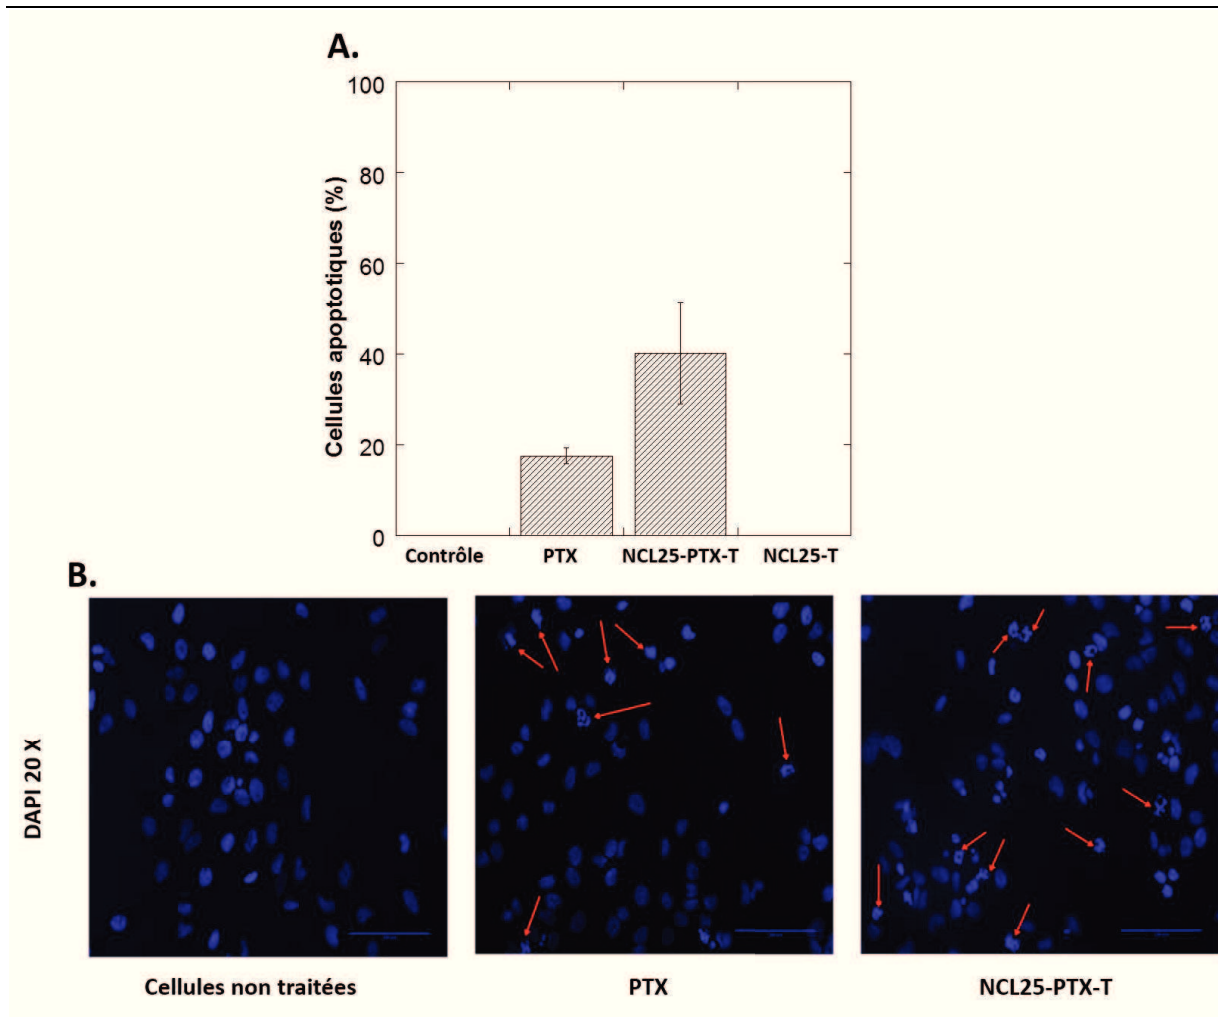 A.
100
80
60
40
20
0
Cellules apoptotiques (%)
Contrôle PTX NCL25-PTX-T NCL25-T
B.
DAPI 20 X
Cellules non traitées PTX NCL25-PTX-T